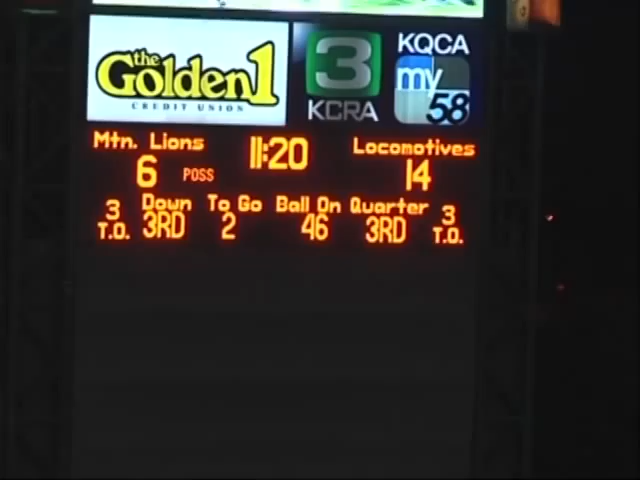 the
Golden 1
CREDIT UNION
3
KCRA
KQCA
my
58
Mtn. Lions 11:20 Locomotives
6 POSS 14
Down To Go Ball On Quarter
3 3RD 2 46 3RD 3
T.O. T.O.